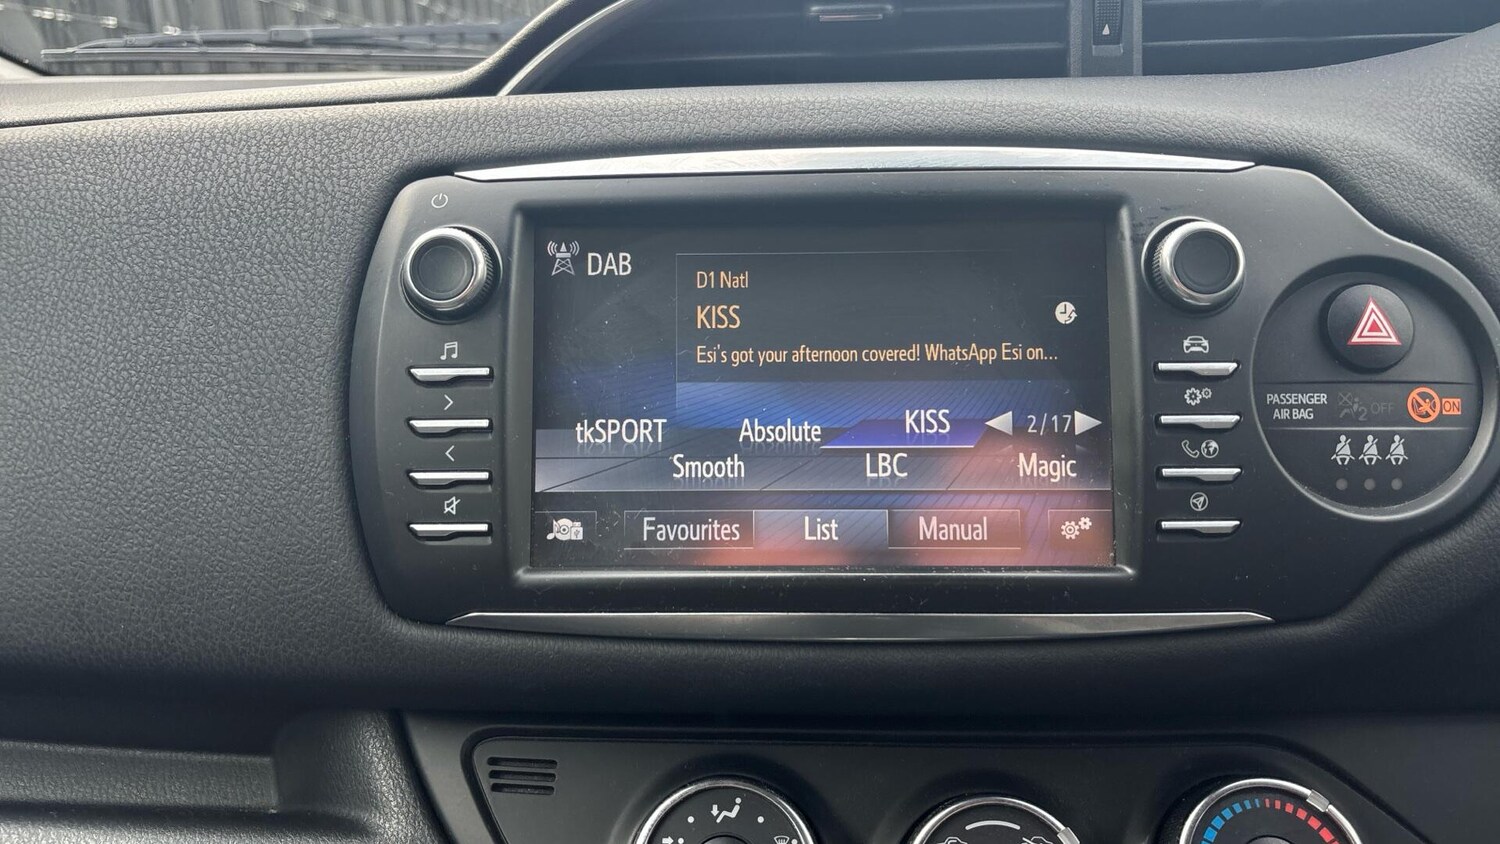 DAB
D1 Natl
KISS
Esi's got your afternoon covered! WhatsApp Esi on...
tkSPORT Absolute KISS 2/17
Smooth LBC Magic
Favourites List Manual
PASSENGER
AIR BAG
2 OFF
ON